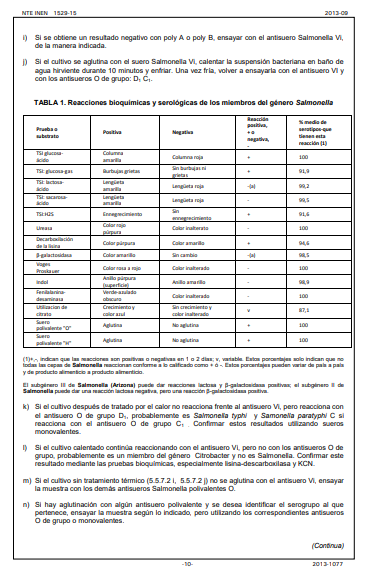 NTE INEN 1529-15 2013-09
i) Si se obtiene un resultado negativo con poly A o poly B, ensayar con el antisuero Salmonella Vi,
de la manera indicada.
j) Si el cultivo se aglutina con el suero Salmonella Vi, calentar la suspensión bacteriana en baño de
agua hirviente durante 10 minutos y enfriar. Una vez fría, volver a ensayarla con el antisuero VI y
con los antisueros O de grupo: D₁ C₁.
TABLA 1. Reacciones bioquímicas y serológicas de los miembros del género Salmonella
Prueba o sustrato Positiva Negativa Reacción positiva, + o negativa, - % medio de serotipos que tienen esta reacción (1)
TSI glucosa-ácido Columna amarilla Columna roja + 100
TSI: glucosa-gas Burbujas grietas Sin burbujas ni grietas + 91,9
TSI: lactosa-ácido Lengüeta amarilla Lengüeta roja -(a) 99,2
TSI: sacarosa-ácido Lengüeta amarilla Lengüeta roja - 99,5
TSI:H2S Ennegrecimiento Sin ennegrecimiento + 91,6
Ureasa Color rojo púrpura Color inalterato - 100
Decarboxilación de la lisina Color púrpura Color amarillo + 94,6
β-galactosidasa Color amarillo Sin cambio -(a) 98,5
Voges Proskauer Color rosa a rojo Color inalterado - 100
Indol Anillo púrpura (superficie) Anillo amarillo - 98,9
Fenilalanina-desaminasa Verde-azulado obscuro Color inalterado - 100
Utilizacion de citrato Crecimiento y color azul Sin crecimiento y color inalterado v 87,1
Suero polivalente "O" Aglutina No aglutina + 100
Suero polivalente "H" Aglutina No aglutina + 100
(1)+,-, indican que las reacciones son positivas o negativas en 1 o 2 días; v, variable. Estos porcentajes solo indican que no
todas las cepas de Salmonella reaccionan conforme a lo calificado como + ó -. Estos porcentajes pueden variar de país a país
y de producto alimenticio a producto alimenticio.
El subgénero III de Salmonella (Arizona) puede dar reacciones lactosa y β-galactosidasa positivas; el subgénero II de
Salmonella puede dar una reacción lactosa negativa, pero una reacción β-galactosidasa positiva.
k) Si el cultivo después de tratado por el calor no reacciona frente al antisuero Vi, pero reacciona con
el antisuero O de grupo D₁, probablemente es Salmonella Typhi y Samonella paratyphi C si
reacciona con el antisuero O de grupo C₁ . Confirmar estos resultados utilizando sueros
monovalentes.
l) Si el cultivo calentado continúa reaccionando con el antisuero Vi, pero no con los antisueros O de
grupo, probablemente es un miembro del género Citrobacter y no es Salmonella. Confirmar este
resultado mediante las pruebas bioquímicas, especialmente lisina-descarboxilasa y KCN.
m) Si el cultivo sin tratamiento térmico (5.5.7.2 i, 5.5.7.2 j) no se aglutina con el antisuero Vi, ensayar
la muestra con los demás antisueros Salmonella polivalentes O.
n) Si hay aglutinación con algún antisuero polivalente y se desea identificar el serogrupo al que
pertenece, ensayar la muestra según lo indicado, pero utilizando los correspondientes antisueros
O de grupo o monovalentes.
(Continua)
-10- 2013-1077